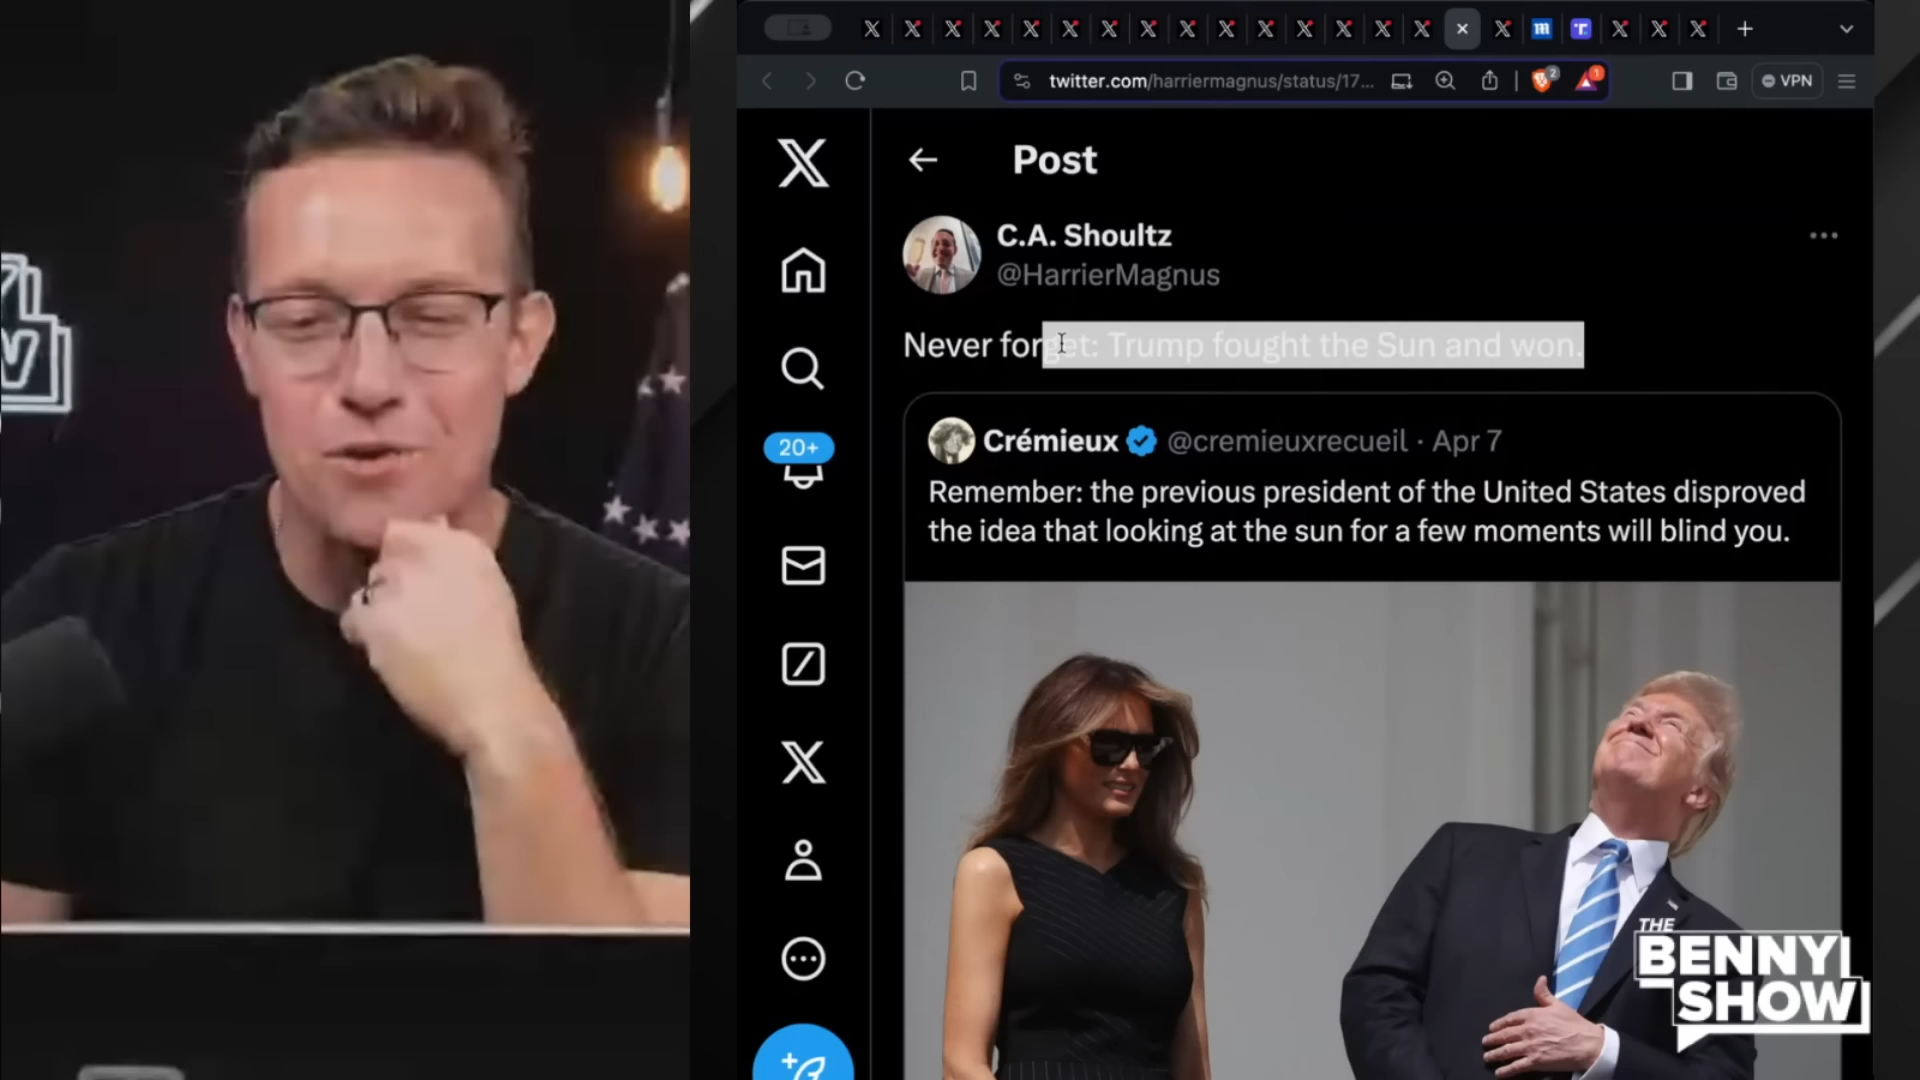 twitter.com/harriermagnus/status/17...
2
1
VPN
Post
C.A. Shoultz
@HarrierMagnus
Never forget: Trump fought the Sun and won.
20+
Crémieux @cremieuxrecueil · Apr 7
Remember: the previous president of the United States disproved
the idea that looking at the sun for a few moments will blind you.
THE
BENNY
SHOW